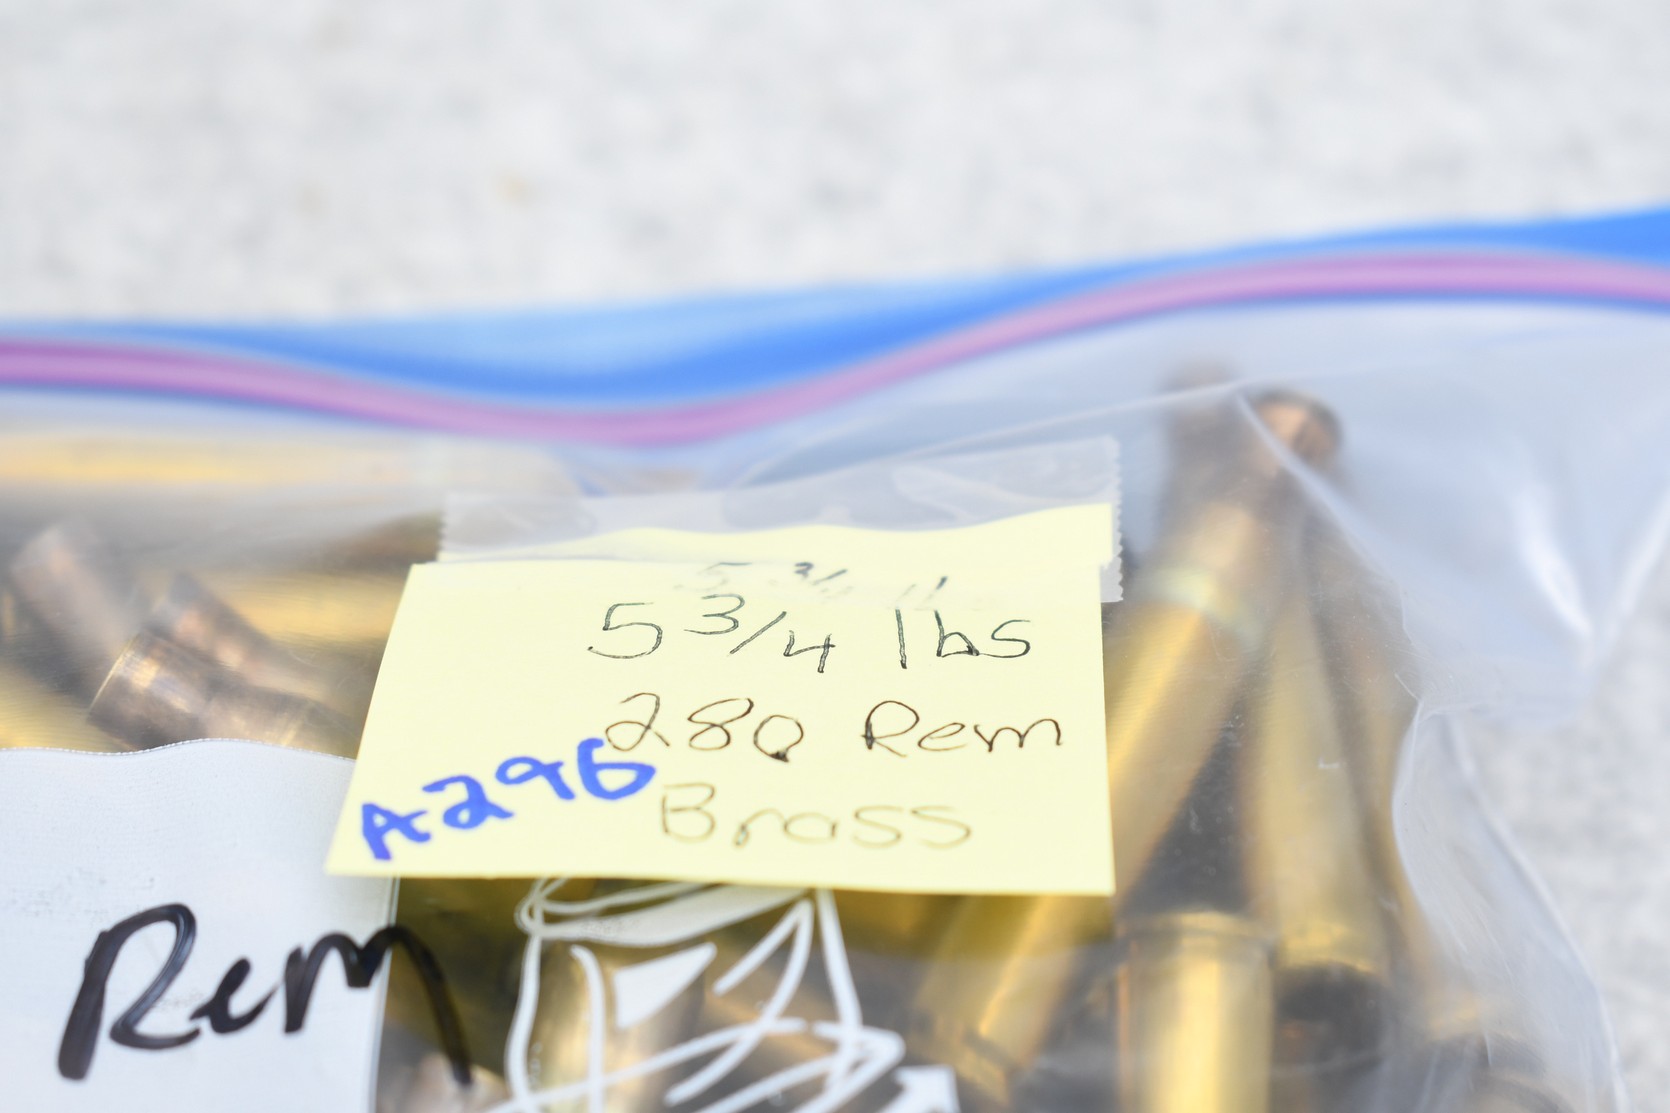 5 3/4 lbs
280 Rem
A296
Brass
Rem